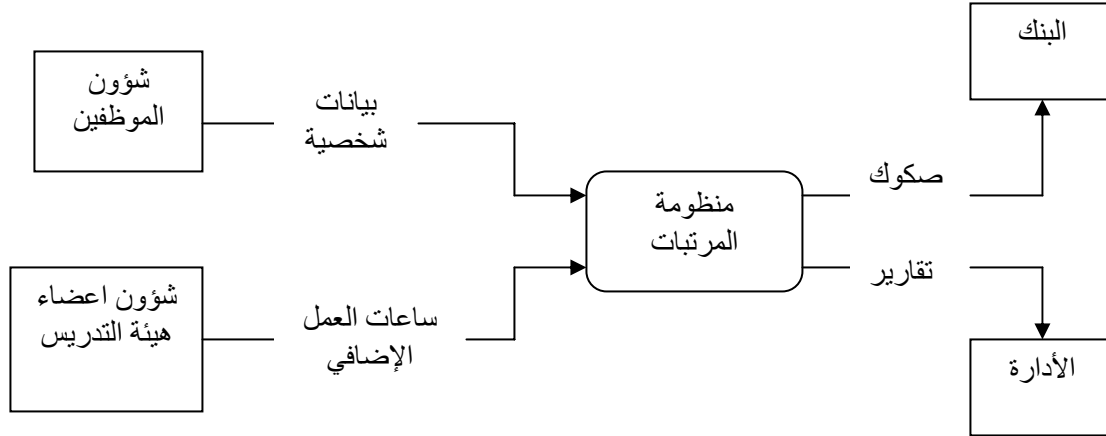 البنك
شؤون
الموظفين
بيانات
شخصية
صكوك
منظومة
المرتبات
تقارير
شؤون اعضاء
هيئة التدريس
ساعات العمل
الإضافي
الأدارة